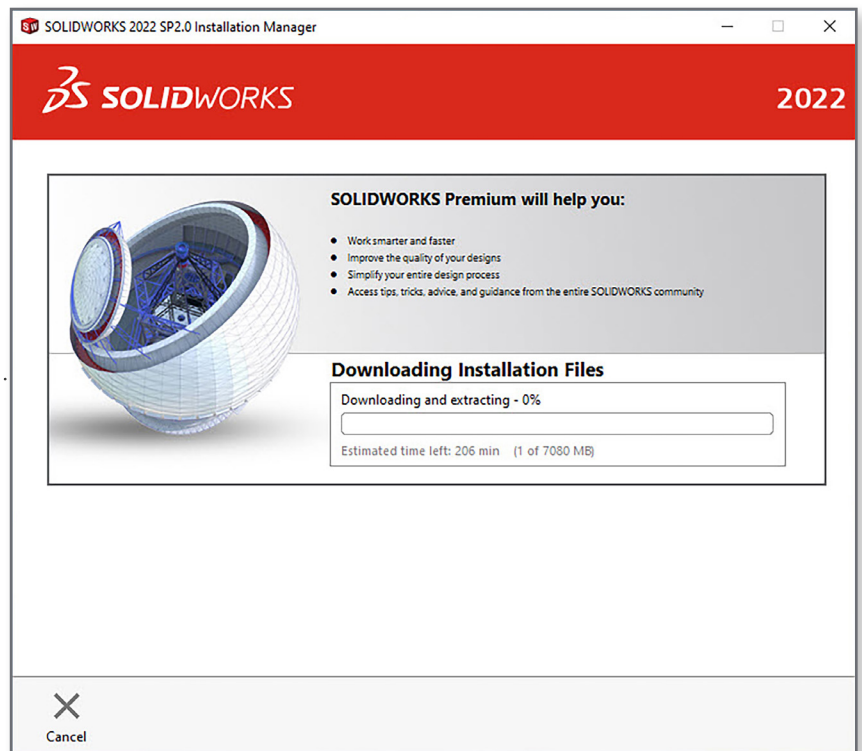 SOLIDWORKS 2022 SP2.0 Installation Manager
SOLIDWORKS
2022
SOLIDWORKS Premium will help you:
• Work smarter and faster
• Improve the quality of your designs
• Simplify your entire design process
• Access tips, tricks, advice, and guidance from the entire SOLIDWORKS community
Downloading Installation Files
Downloading and extracting - 0%
Estimated time left: 206 min (1 of 7080 MB)
Cancel